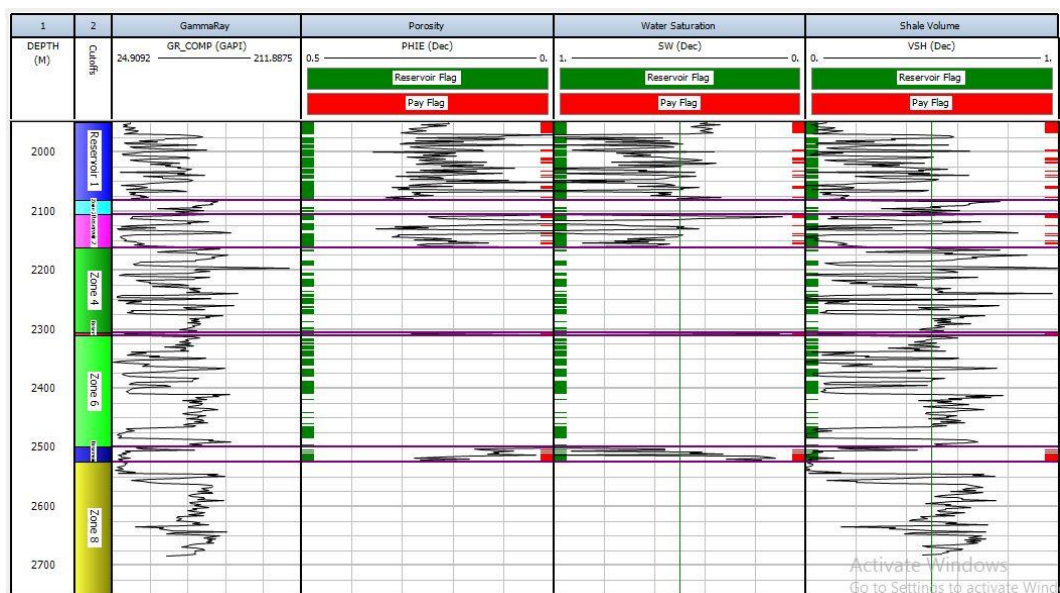 1 2 GammaRay Porosity Water Saturation Shale Volume
DEPTH (M) Cutoffs GR_COMP (GAPI) PHIE (Dec) SW (Dec) VSH (Dec)
24.9092 211.8875 0.5 0. 1. 0. 0. 1.
Reservoir Flag Reservoir Flag Reservoir Flag
Pay Flag Pay Flag Pay Flag
Reservoir 1
2000
2100
2200
Zone 4
2300
Zone 6
2400
2500
2600
Zone 8
2700
Activate Windows
Go to Settings to activate Wind